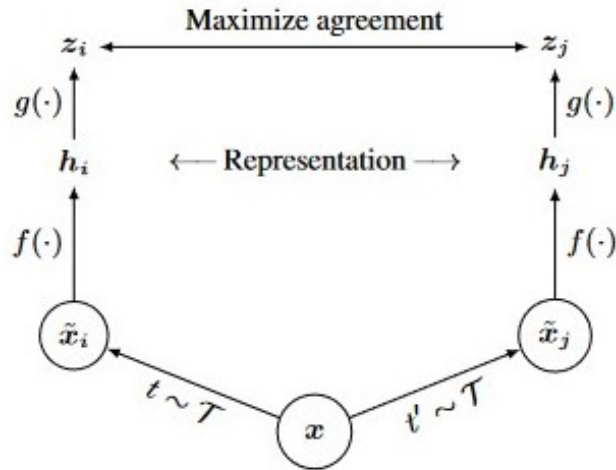 Maximize agreement
z_i z_j
g(·) g(·)
h_i ⟵ Representation ⟶ h_j
f(·) f(·)
x̃_i x̃_j
t ∼ 𝒯 t′ ∼ 𝒯
x